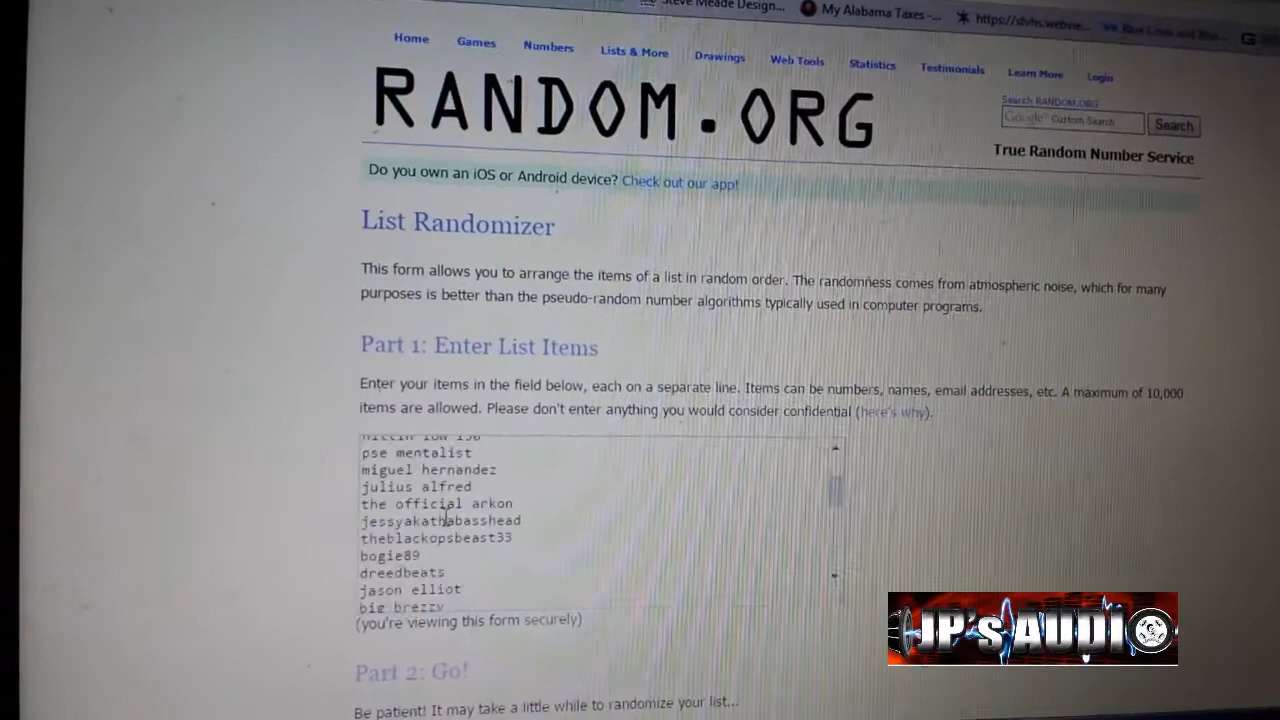 Steve Meade Design...
My Alabama Taxes -...
https://stvhs.webvie...
Home Games Numbers Lists & More Drawings Web Tools Statistics Testimonials Learn More Login
RANDOM.ORG
Search RANDOM.ORG
Google Custom Search Search
True Random Number Service
Do you own an iOS or Android device? Check out our app!
List Randomizer
This form allows you to arrange the items of a list in random order. The randomness comes from atmospheric noise, which for many
purposes is better than the pseudo-random number algorithms typically used in computer programs.
Part 1: Enter List Items
Enter your items in the field below, each on a separate line. Items can be numbers, names, email addresses, etc. A maximum of 10,000
items are allowed. Please don't enter anything you would consider confidential (here's why).
pse mentalist
miguel hernandez
julius alfred
the official arkon
jessyakathabasshead
theblackopsbeast33
bogie89
dreedbeats
jason elliot
big brezzy
(you're viewing this form securely)
Part 2: Go!
Be patient! It may take a little while to randomize your list...
JP's AUDIO